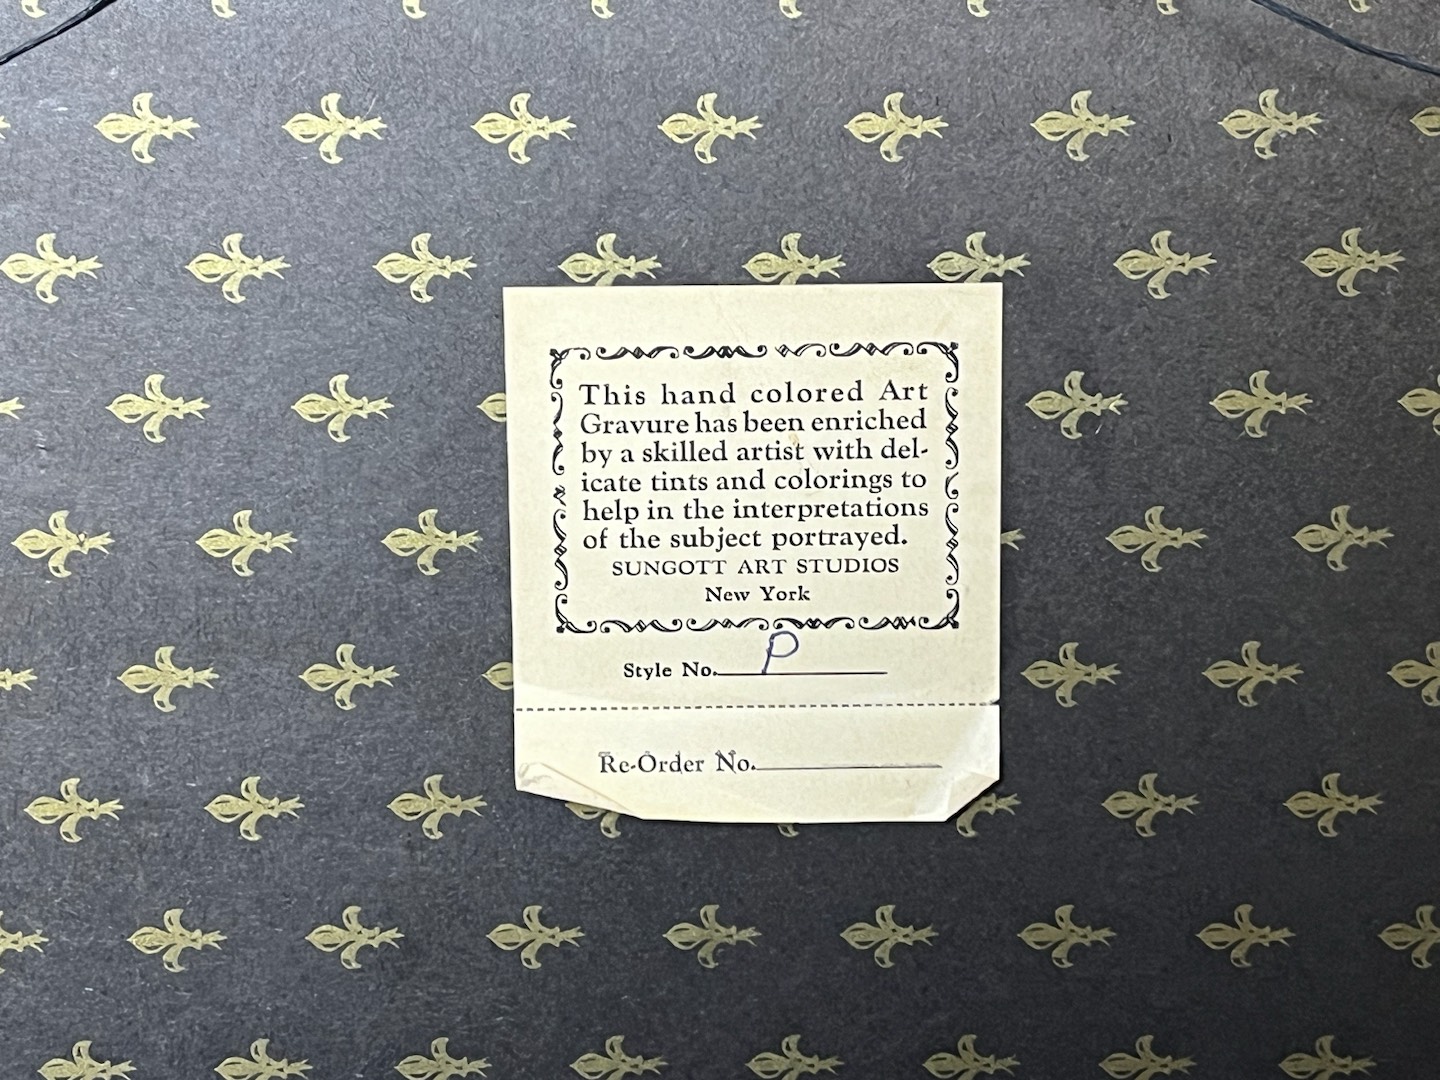 This hand colored Art
Gravure has been enriched
by a skilled artist with del-
icate tints and colorings to
help in the interpretations
of the subject portrayed.
SUNGOTT ART STUDIOS
New York
Style No. P
Re-Order No.